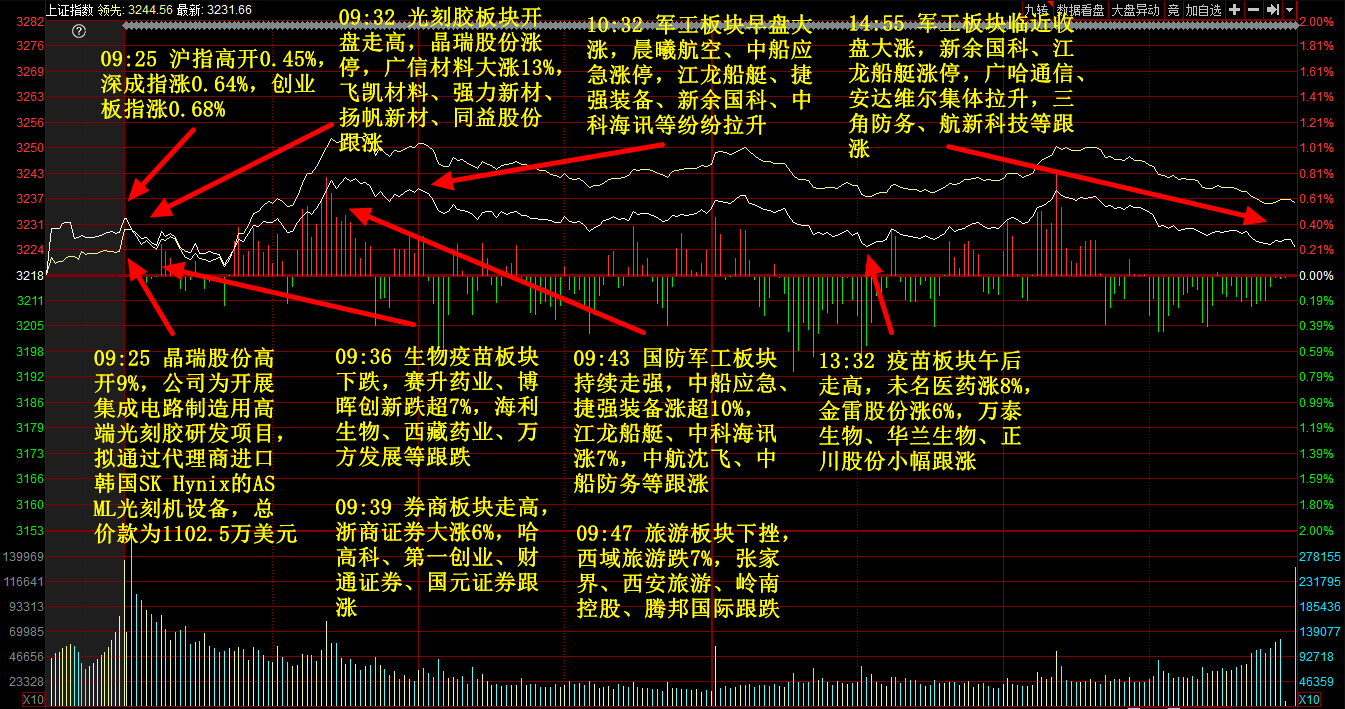 上证指数 领先: 3244.56 最新: 3231.66
九转 数据看盘 大盘异动 竞 加自选
3282
3276
3269
3263
3256
3250
3243
3237
3231
3224
3218
3211
3205
3198
3192
3186
3179
3173
3166
3160
3153
139969
116641
93313
69985
46656
23328
X10
09:25 沪指高开0.45%,
深成指涨0.64%, 创业
板指涨0.68%
09:32 光刻胶板块开
盘走高, 晶瑞股份涨
停, 广信材料大涨13%,
飞凯材料、强力新材、
扬帆新材、同益股份
跟涨
10:32 军工板块早盘大
涨, 晨曦航空、中船应
急涨停, 江龙船艇、捷
强装备、新余国科、中
科海讯等纷纷拉升
14:55 军工板块临近收
盘大涨, 新余国科、江
龙船艇涨停, 广哈通信、
安达维尔集体拉升, 三
角防务、航新科技等跟
涨
09:25 晶瑞股份高
开9%, 公司为开展
集成电路制造用高
端光刻胶研发项目,
拟通过代理商进口
韩国SK Hynix的AS
ML光刻机设备, 总
价款为1102.5万美元
09:36 生物疫苗板块
下跌, 赛升药业、博
晖创新跌超7%, 海利
生物、西藏药业、万
方发展等跟跌
09:39 券商板块走高,
浙商证券大涨6%, 哈
高科、第一创业、财
通证券、国元证券跟
涨
09:43 国防军工板块
持续走强, 中船应急、
捷强装备涨超10%,
江龙船艇、中科海讯
涨7%, 中航沈飞、中
船防务等跟涨
09:47 旅游板块下挫,
西域旅游跌7%, 张家
界、西安旅游、岭南
控股、腾邦国际跟跌
13:32 疫苗板块午后
走高, 未名医药涨8%,
金雷股份涨6%, 万泰
生物、华兰生物、正
川股份小幅跟涨
2.00%
1.81%
1.61%
1.41%
1.21%
1.01%
0.81%
0.61%
0.40%
0.21%
0.00%
0.19%
0.39%
0.59%
0.79%
0.99%
1.19%
1.39%
1.59%
1.80%
2.00%
278155
231795
185436
139077
92718
46359
X10